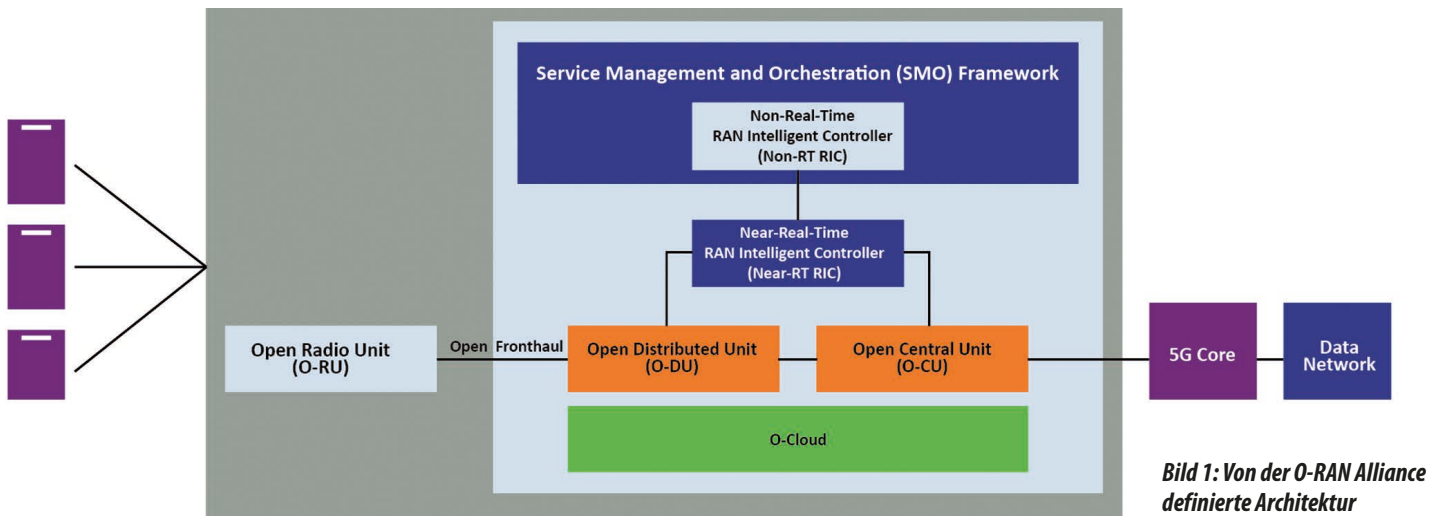 Service Management and Orchestration (SMO) Framework
Non-Real-Time
RAN Intelligent Controller
(Non-RT RIC)
Near-Real-Time
RAN Intelligent Controller
(Near-RT RIC)
Open Radio Unit
(O-RU)
Open Fronthaul
Open Distributed Unit
(O-DU)
Open Central Unit
(O-CU)
5G Core
Data
Network
O-Cloud
Bild 1: Von der O-RAN Alliance
definierte Architektur